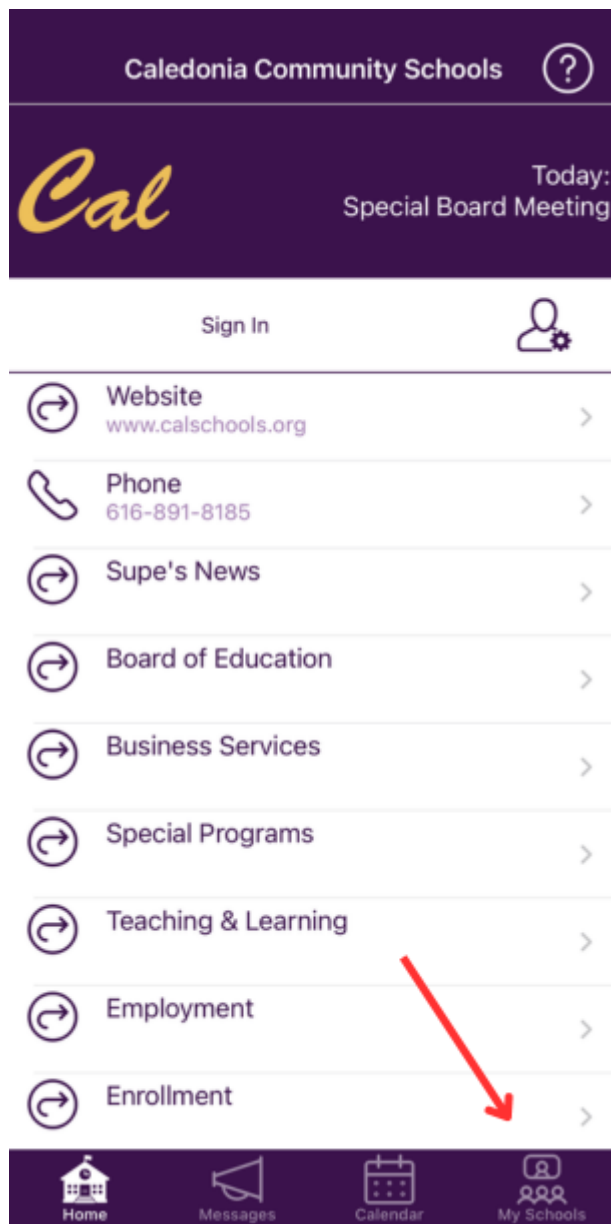 Caledonia Community Schools ?
Cal
Today:
Special Board Meeting
Sign In
Website
www.calschools.org
Phone
616-891-8185
Supe's News
Board of Education
Business Services
Special Programs
Teaching & Learning
Employment
Enrollment
Home Messages Calendar My Schools